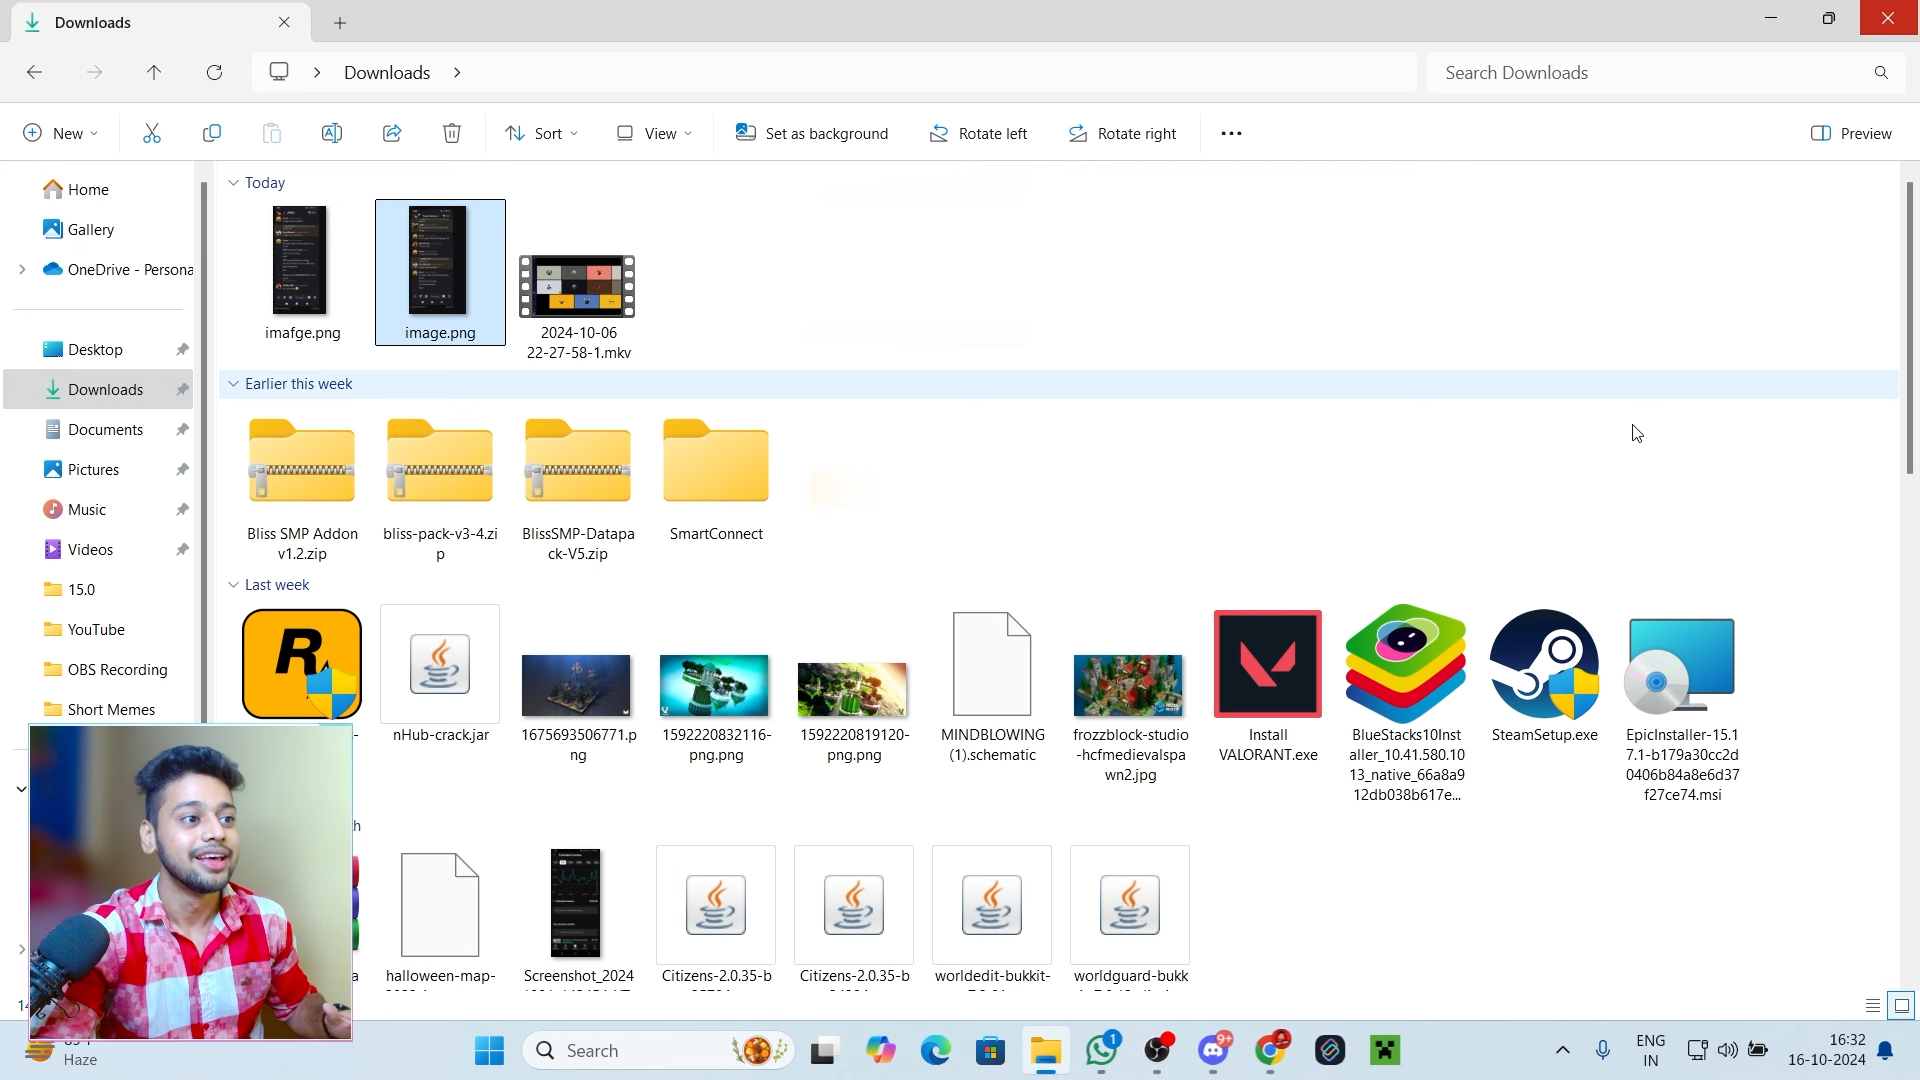 Downloads
Downloads
Search Downloads
New
Sort
View
Set as background
Rotate left
Rotate right
Preview
Home
Gallery
OneDrive - Persona
Desktop
Downloads
Documents
Pictures
Music
Videos
15.0
YouTube
OBS Recording
Short Memes
Today
imafge.png
image.png
2024-10-06
22-27-58-1.mkv
Earlier this week
Bliss SMP Addon
v1.2.zip
bliss-pack-v3-4.zi
p
BlissSMP-Datapa
ck-V5.zip
SmartConnect
Last week
nHub-crack.jar
1675693506771.p
ng
1592220832116-
png.png
1592220819120-
png.png
MINDBLOWING
(1).schematic
frozzblock-studio
-hcfmedievalspa
wn2.jpg
Install
VALORANT.exe
BlueStacks10Inst
aller_10.41.580.10
13_native_66a8a9
12db038b617e...
SteamSetup.exe
EpicInstaller-15.1
7.1-b179a30cc2d
0406b84a8e6d37
f27ce74.msi
halloween-map-
Screenshot_2024
Citizens-2.0.35-b
Citizens-2.0.35-b
worldedit-bukkit-
worldguard-bukk
Haze
Search
1
9+
ENG
IN
16:32
16-10-2024